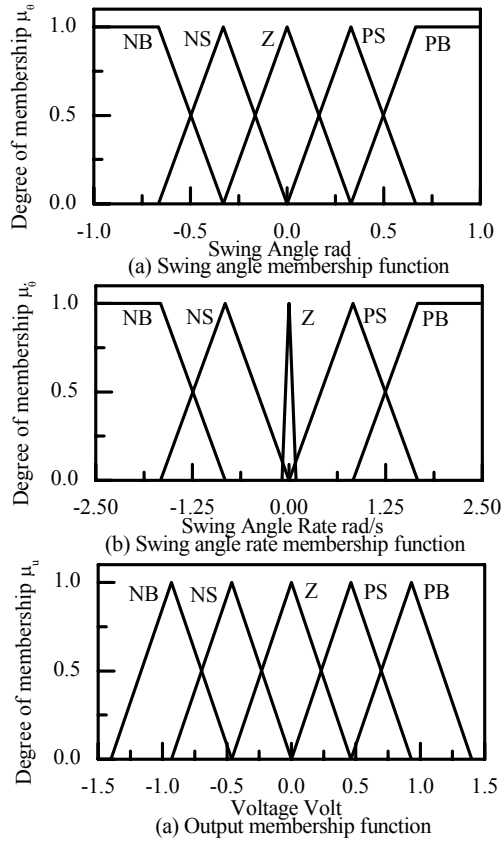 Degree of membership μθ
1.0
0.5
0.0
NB NS Z PS PB
-1.0 -0.5 0.0 0.5 1.0
Swing Angle rad
(a) Swing angle membership function
Degree of membership μθ̇
1.0
0.5
0.0
NB NS Z PS PB
-2.50 -1.25 0.00 1.25 2.50
Swing Angle Rate rad/s
(b) Swing angle rate membership function
Degree of membership μu
1.0
0.5
0.0
NB NS Z PS PB
-1.5 -1.0 -0.5 0.0 0.5 1.0 1.5
Voltage Volt
(a) Output membership function